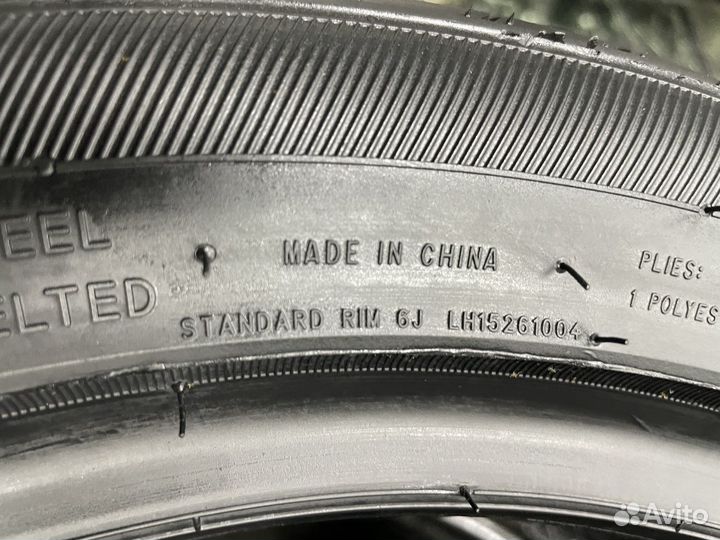 EEL
MADE IN CHINA
PLIES:
ELTED
1 POLYES
STANDARD RIM 6J LH15261004
Avito